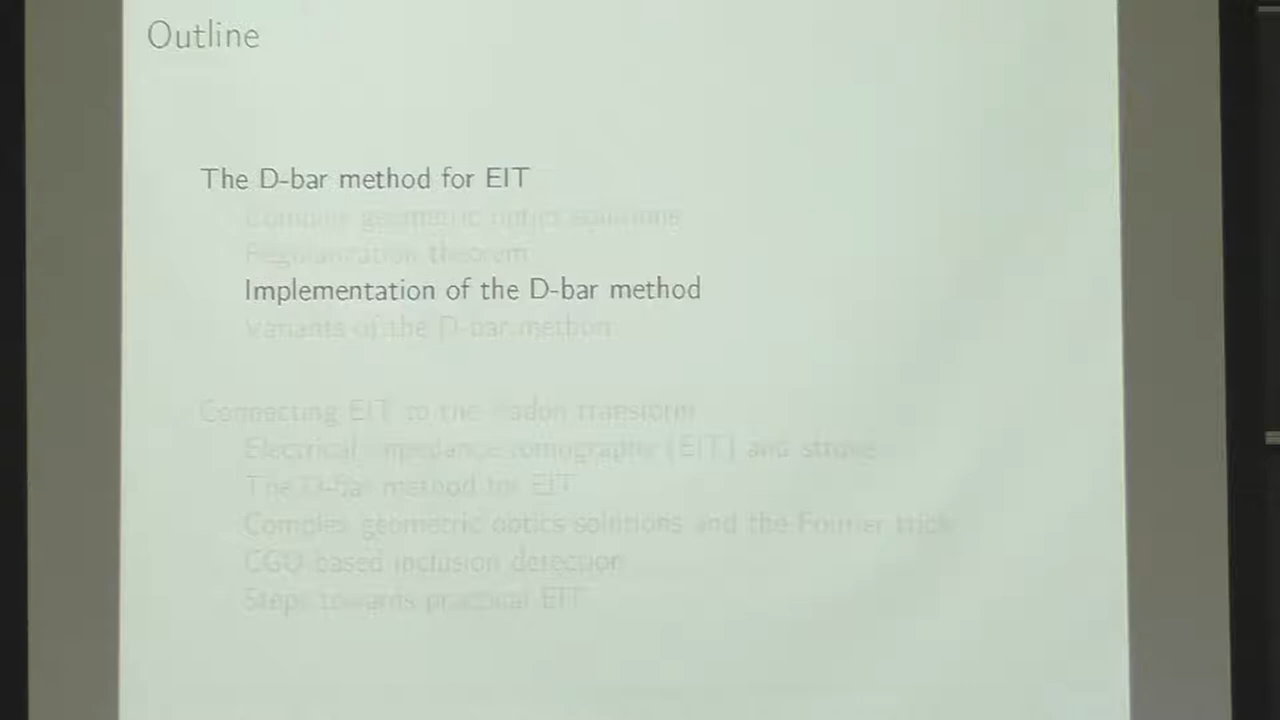 Outline
The D-bar method for EIT
Complex geometric optics solutions
Regularization theorem
Implementation of the D-bar method
Variants of the D-bar method
Connecting EIT to the Radon transform
Electrical impedance tomography (EIT) and stroke
The D-bar method for EIT
Complex geometric optics solutions and the Fourier trick
CGO based inclusion detection
Steps towards practical EIT